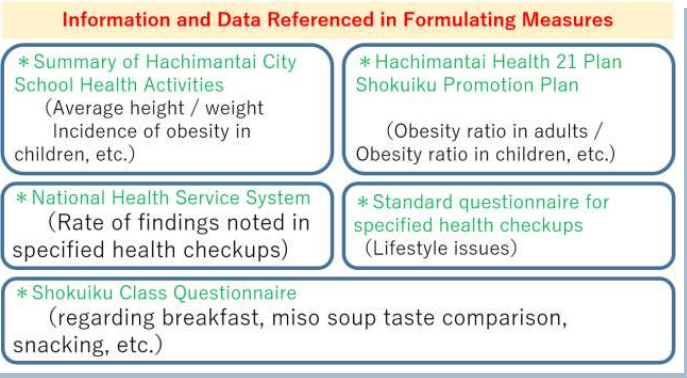 Information and Data Referenced in Formulating Measures
＊Summary of Hachimantai City
School Health Activities
(Average height / weight
Incidence of obesity in
children, etc.)
＊Hachimantai Health 21 Plan
Shokuiku Promotion Plan
(Obesity ratio in adults /
Obesity ratio in children, etc.)
＊National Health Service System
(Rate of findings noted in
specified health checkups)
＊Standard questionnaire for
specified health checkups
(Lifestyle issues)
＊Shokuiku Class Questionnaire
(regarding breakfast, miso soup taste comparison,
snacking, etc.)